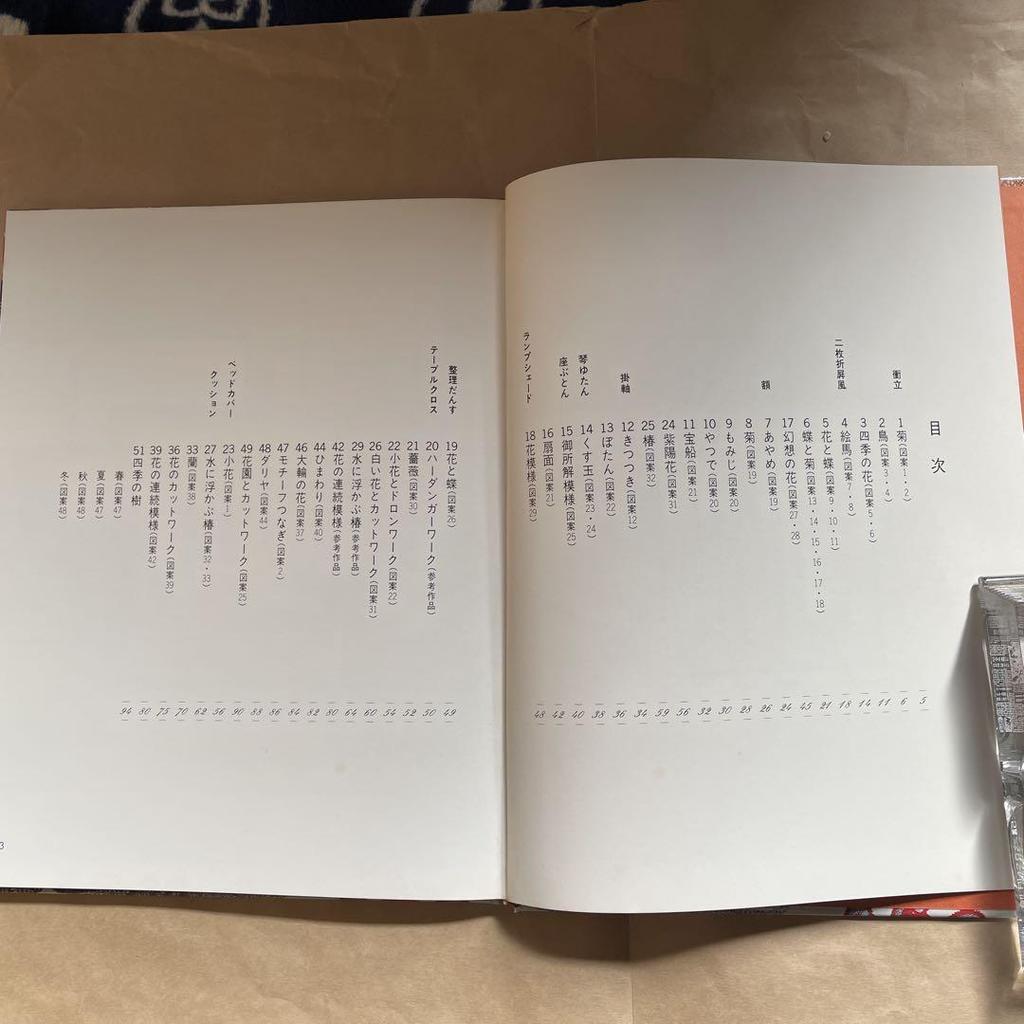 目次
衝立 1菊(図案1・2) 5
2鳥(図案3・4) 6
3四季の花(図案5・6) 11
二枚折屏風 4絵馬(図案7・8) 14
5花と蝶(図案9・10・11) 18
6蝶と菊(図案13・14・15・16・17・18) 21
17幻想の花(図案27・28) 45
額 7あやめ(図案19) 24
8菊(図案19) 26
9もみじ(図案20) 28
10やつで(図案20) 30
11宝船(図案21) 32
24紫陽花(図案31) 56
25椿(図案32) 59
掛軸 12きつつき(図案12) 34
13ぼたん(図案22) 36
琴ゆたん 14くす玉(図案23・24) 38
座ぶとん 15御所解模様(図案25) 40
16扇面(図案21) 42
ランプシェード 18花模様(図案29) 48
整理だんす 19花と蝶(図案26) 49
テーブルクロス 20ハーダンガーワーク(参考作品) 50
21薔薇(図案30) 52
22小花とドロンワーク(図案22) 54
26白い花とカットワーク(図案31) 60
29水に浮かぶ椿(参考作品) 64
42花の連続模様(参考作品) 80
44ひまわり(図案40) 82
46大輪の花(図案37) 84
47モチーフつなぎ(図案2) 86
48ダリヤ(図案44) 88
49花園とカットワーク(図案25) 90
ベッドカバー 23小花(図案1) 56
クッション 27水に浮かぶ椿(図案32・33) 62
33蘭(図案38) 70
36花のカットワーク(図案39) 75
39花の連続模様(図案42) 80
51四季の樹 94
春(図案47)
夏(図案47)
秋(図案48)
冬(図案48)
3